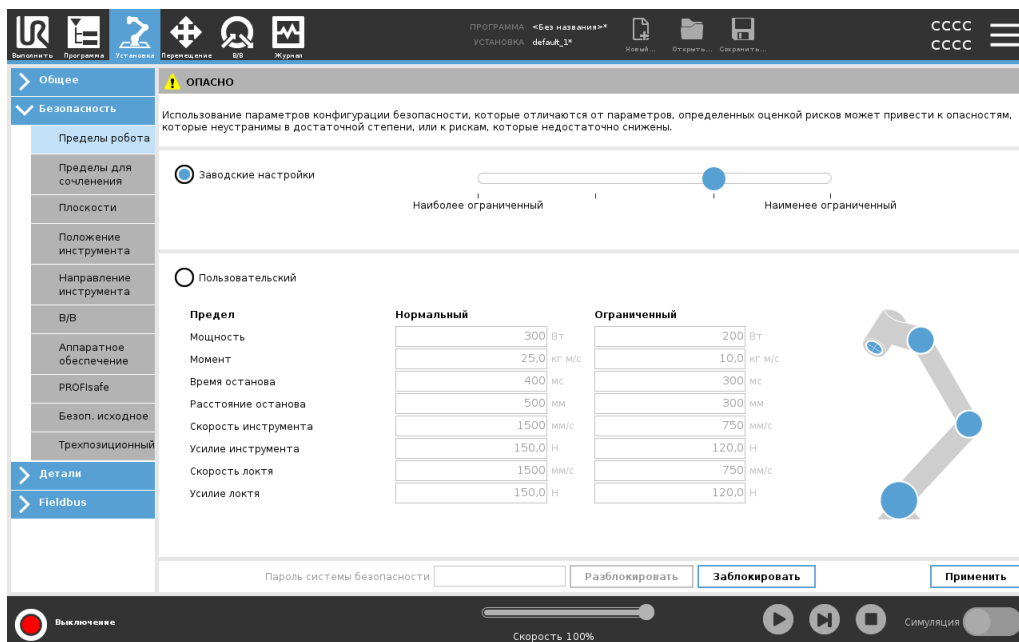 ПРОГРАММА <Без названия>*
УСТАНОВКА default_1*
Выполнить Программа Установка Перемещение В/В Журнал
Новый... Открыть... Сохранить...
cccc
cccc
Общее
Безопасность
Пределы робота
Пределы для
сочленения
Плоскости
Положение
инструмента
Направление
инструмента
В/В
Аппаратное
обеспечение
PROFIsafe
Безоп. исходное
Трехпозиционный
Детали
Fieldbus
ОПАСНО
Использование параметров конфигурации безопасности, которые отличаются от параметров, определенных оценкой рисков может привести к опасностям,
которые неустранимы в достаточной степени, или к рискам, которые недостаточно снижены.
Заводские настройки
Наиболее ограниченный Наименее ограниченный
Пользовательский
Предел Нормальный Ограниченный
Мощность 300 Вт 200 Вт
Момент 25,0 кг м/с 10,0 кг м/с
Время останова 400 мс 300 мс
Расстояние останова 500 мм 300 мм
Скорость инструмента 1500 мм/с 750 мм/с
Усилие инструмента 150,0 Н 120,0 Н
Скорость локтя 1500 мм/с 750 мм/с
Усилие локтя 150,0 Н 120,0 Н
Пароль системы безопасности Разблокировать Заблокировать Применить
Выключение
Скорость 100%
Симуляция